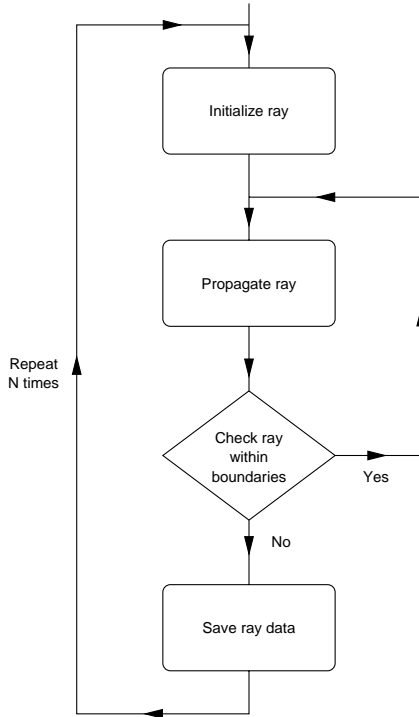 Initialize ray
Propagate ray
Repeat
N times
Check ray
within
boundaries
Yes
No
Save ray data